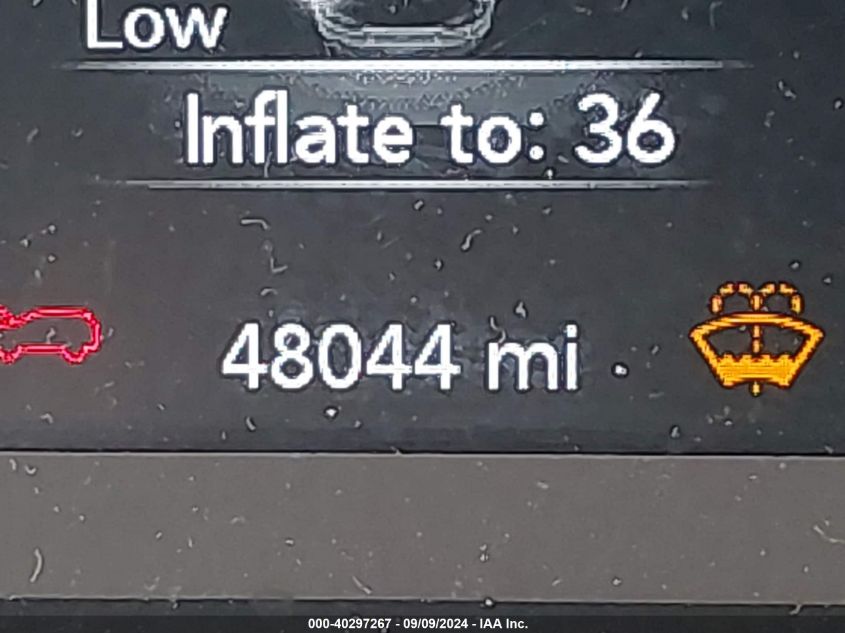 Low
Inflate to: 36
48044 mi
000-40297267 - 09/09/2024 - IAA Inc.